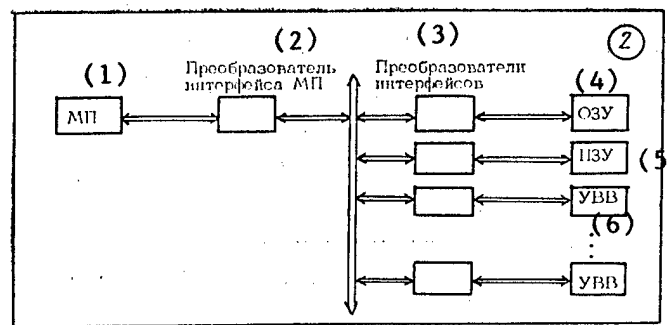 (2) (3) 2
(1) Преобразователь Преобразователи (4)
интерфейса МП интерфейсов
МП ОЗУ
ПЗУ (5
УВВ
(6)
УВВ